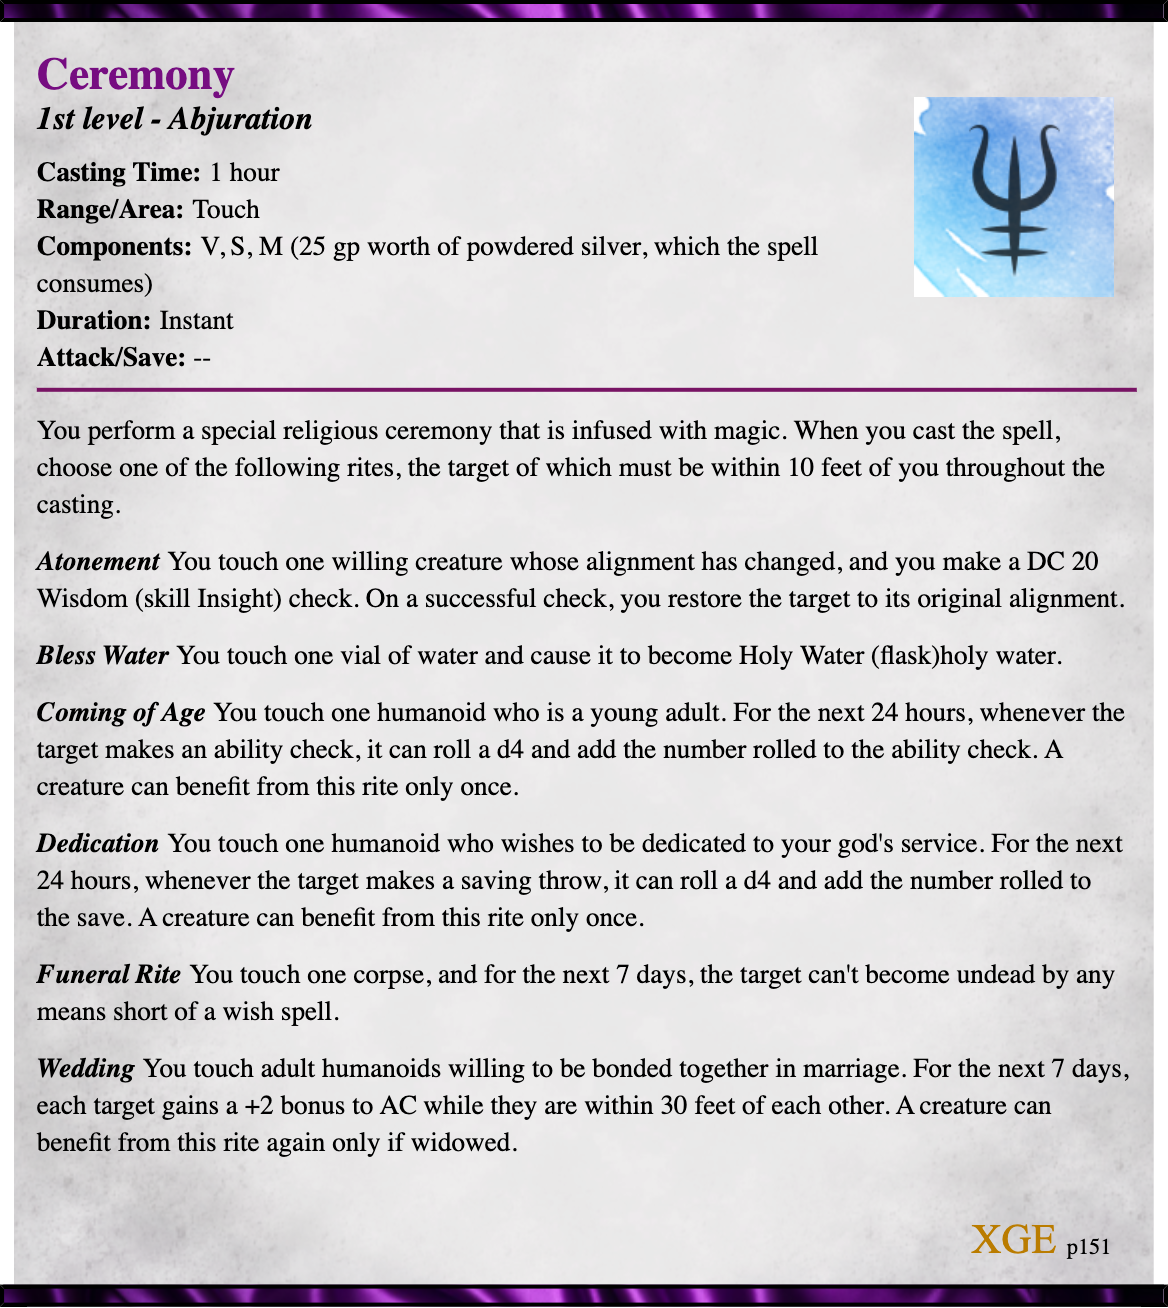 Ceremony
1st level - Abjuration
Casting Time: 1 hour
Range/Area: Touch
Components: V, S, M (25 gp worth of powdered silver, which the spell
consumes)
Duration: Instant
Attack/Save: --
You perform a special religious ceremony that is infused with magic. When you cast the spell,
choose one of the following rites, the target of which must be within 10 feet of you throughout the
casting.
Atonement You touch one willing creature whose alignment has changed, and you make a DC 20
Wisdom (skill Insight) check. On a successful check, you restore the target to its original alignment.
Bless Water You touch one vial of water and cause it to become Holy Water (flask)holy water.
Coming of Age You touch one humanoid who is a young adult. For the next 24 hours, whenever the
target makes an ability check, it can roll a d4 and add the number rolled to the ability check. A
creature can benefit from this rite only once.
Dedication You touch one humanoid who wishes to be dedicated to your god's service. For the next
24 hours, whenever the target makes a saving throw, it can roll a d4 and add the number rolled to
the save. A creature can benefit from this rite only once.
Funeral Rite You touch one corpse, and for the next 7 days, the target can't become undead by any
means short of a wish spell.
Wedding You touch adult humanoids willing to be bonded together in marriage. For the next 7 days,
each target gains a +2 bonus to AC while they are within 30 feet of each other. A creature can
benefit from this rite again only if widowed.
XGE p151